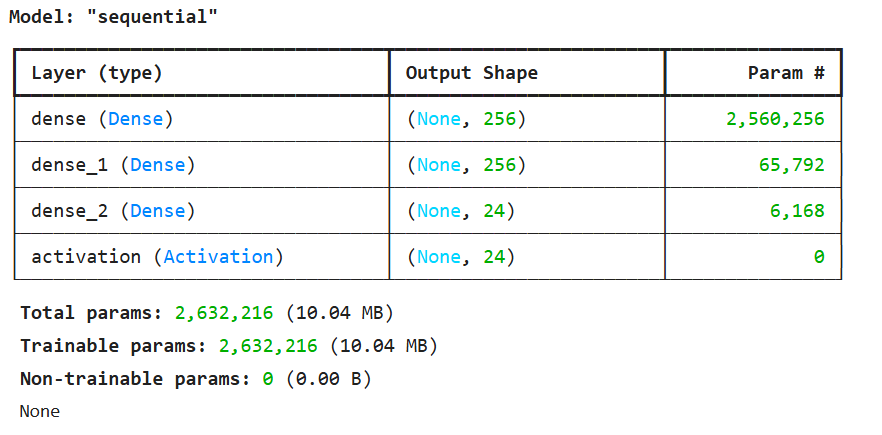 Model: "sequential"
Layer (type) Output Shape Param #
dense (Dense) (None, 256) 2,560,256
dense_1 (Dense) (None, 256) 65,792
dense_2 (Dense) (None, 24) 6,168
activation (Activation) (None, 24) 0
Total params: 2,632,216 (10.04 MB)
Trainable params: 2,632,216 (10.04 MB)
Non-trainable params: 0 (0.00 B)
None